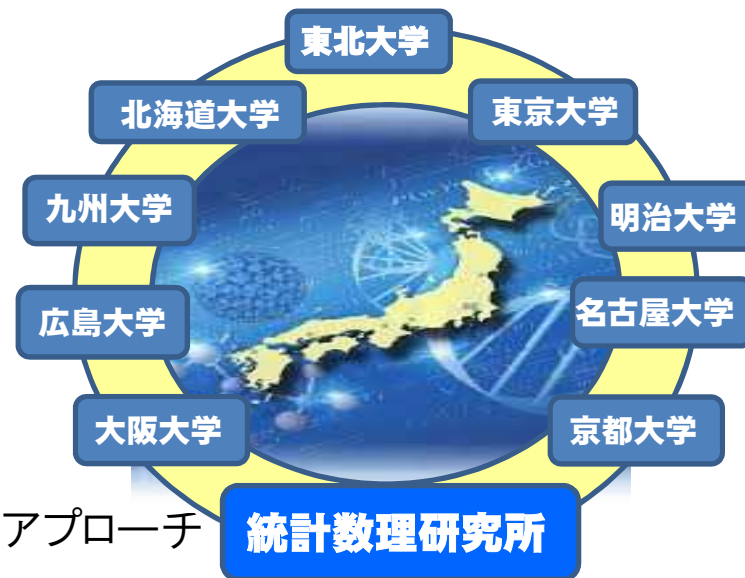 東北大学
北海道大学
東京大学
九州大学
明治大学
広島大学
名古屋大学
大阪大学
京都大学
アプローチ
統計数理研究所